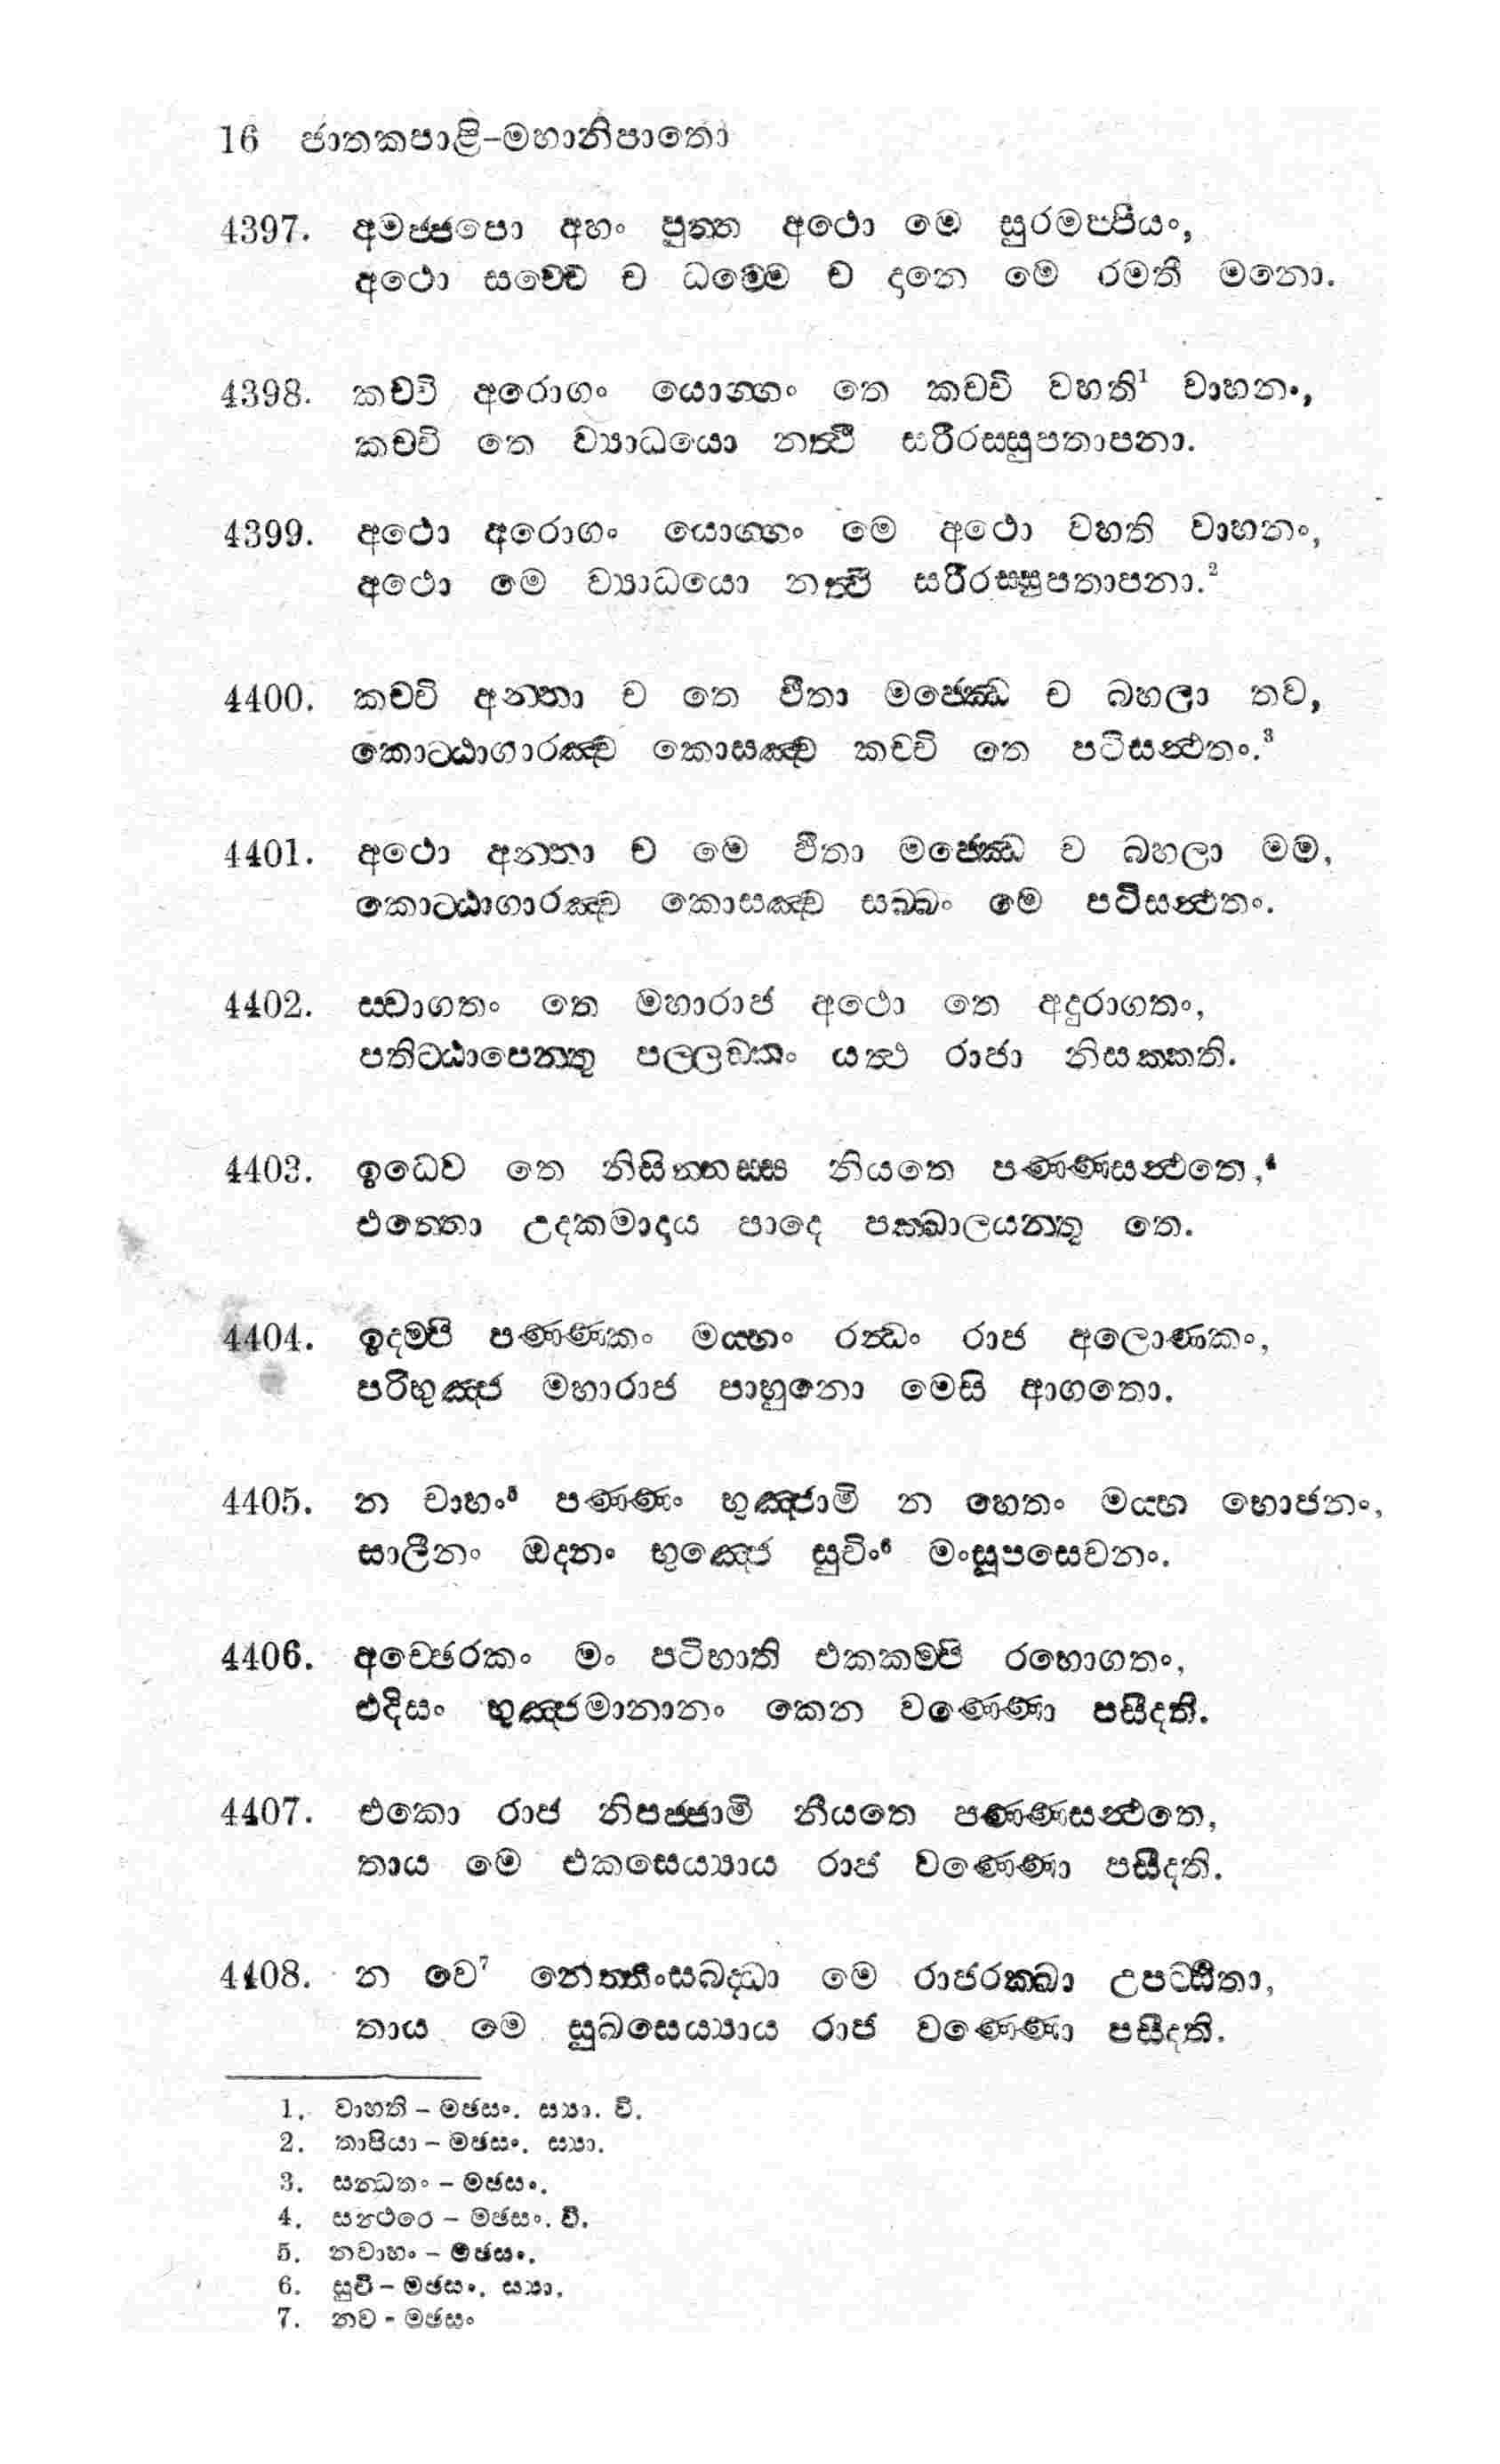 16 ජාතකපාළි-මහානිපාතො
4397. අමජ්ජපො අහං පුත්ත අථො මෙ සුරමප්පියං,
අථො සච්චෙ ච ධම්මෙ ච දානෙ මෙ රමතී මනො.
4398. කච්චි අරොගං යොග්ගං තෙ කච්චි වහති¹ වාහනං,
කච්චි තෙ ව්‍යාධයො නත්ථි සරීරස්සුපතාපනා.
4399. අථො අරොගං යොග්ගං මෙ අථො වහති වාහනං,
අථො මෙ ව්‍යාධයො නත්ථි සරීරස්සුපතාපනා.²
4400. කච්චි අන්තා ච තෙ ඵීතා මජ්ඣෙ ච බහලා තව,
කොට්ඨාගාරඤ්ච කොසඤ්ච කච්චි තෙ පටිසන්ථතං.³
4401. අථො අන්තා ච මෙ ඵීතා මජ්ඣෙ ච බහලා මම,
කොට්ඨාගාරඤ්ච කොසඤ්ච සබ්බං මෙ පටිසන්ථතං.
4402. ස්වාගතං තෙ මහාරාජ අථො තෙ අදුරාගතං,
පතිට්ඨාපෙන්තු පල්ලඞ්කං යත්ථ රාජා නිසක්කති.
4403. ඉධෙව තෙ නිසින්නස්ස නියතෙ පණ්ණසන්ථතෙ,⁴
එත්තො උදකමාදාය පාදෙ පක්ඛාලයන්තු තෙ.
4404. ඉදම්පි පණ්ණකං මය්හං රන්ධං රාජ අලොණකං,
පරිභුඤ්ජ මහාරාජ පාහුනො මෙසි ආගතො.
4405. න චාහං⁵ පණ්ණං භුඤ්ජාමි න හෙතං මය්හ භොජනං,
සාලීනං ඔදනං භුඤ්ජෙ සුචිං⁶ මංසූපසෙචනං.
4406. අච්ඡෙරකං මං පටිභාති එකකම්පි රහොගතං,
එදිසං භුඤ්ජමානානං කෙන වණ්ණො පසීදති.
4407. එකො රාජ නිපජ්ජාමි නියතෙ පණ්ණසන්ථතෙ,
තාය මෙ එකසෙය්‍යාය රාජ වණ්ණො පසීදති.
4408. න චෙ⁷ නෙත්තිංසබද්ධා මෙ රාජරක්ඛා උපට්ඨිතා,
තාය මෙ සුඛසෙය්‍යාය රාජ වණ්ණො පසීදති.
1. වාහති - මඡසං. ස්‍යා. වි.
2. තාපියා - මඡසං. ස්‍යා.
3. සන්ධතං - මඡසං.
4. සන්ථරෙ - මඡසං. වි.
5. නවාහං - මඡසං.
6. සුචි - මඡසං. ස්‍යා.
7. නච - මඡසං